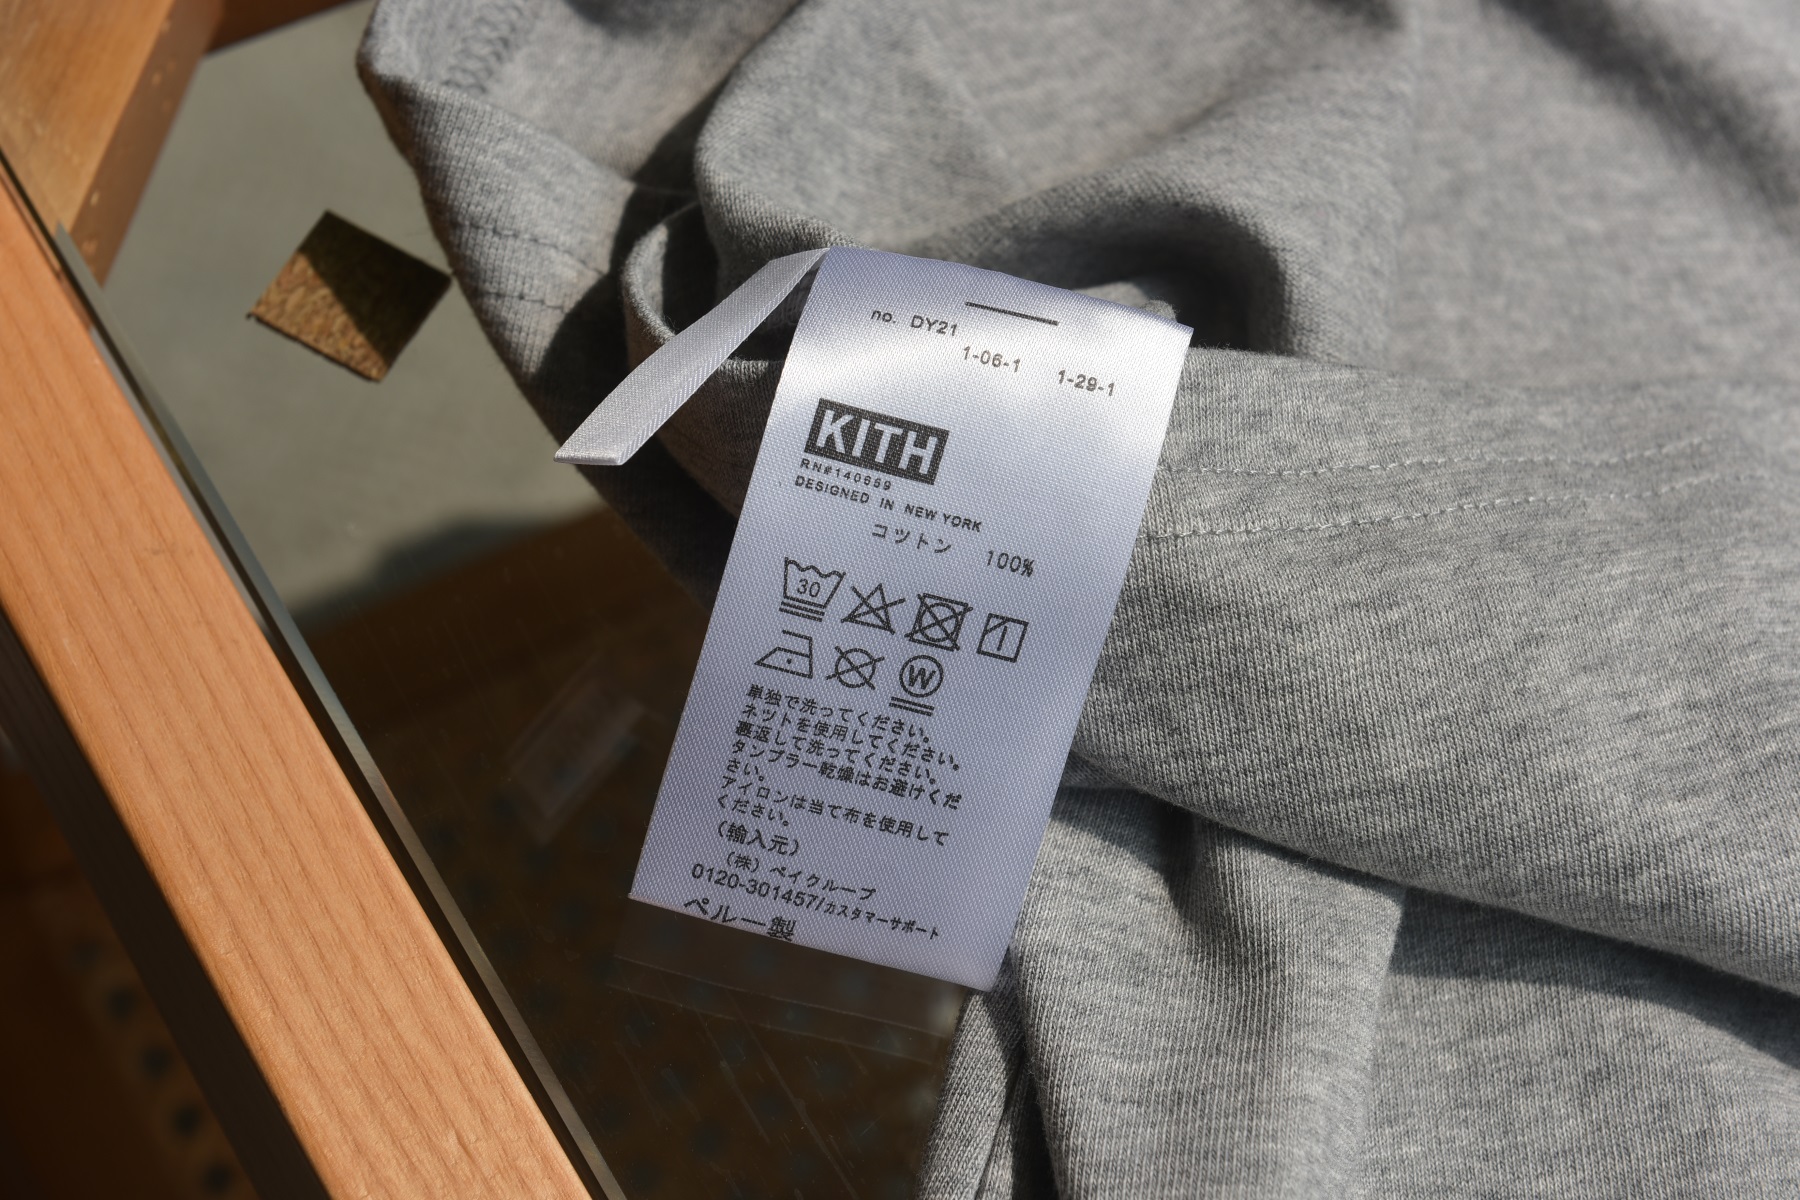 no. DY21
1-06-1 1-29-1
KITH
RN#140659
DESIGNED IN NEW YORK
コットン 100%
30
W
単独で洗ってください。
ネットを使用してください。
裏返して洗ってください。
タンブラー乾燥はお避けくだ
さい。
アイロンは当て布を使用して
ください。
(輸入元)
(株)ベイクルーズ
0120-301457/カスタマーサポート
ペルー製